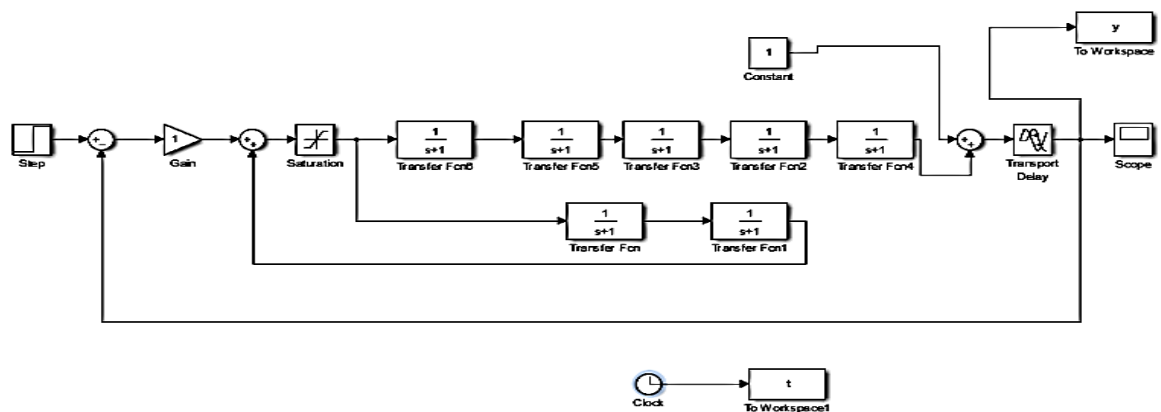 y
To Workspace
1
Constant
Step
1
Gain
Saturation
1
s+1
Transfer Fcn6
1
s+1
Transfer Fcn5
1
s+1
Transfer Fcn3
1
s+1
Transfer Fcn2
1
s+1
Transfer Fcn4
Transport
Delay
Scope
1
s+1
Transfer Fcn
1
s+1
Transfer Fcn1
Clock
t
To Workspace1